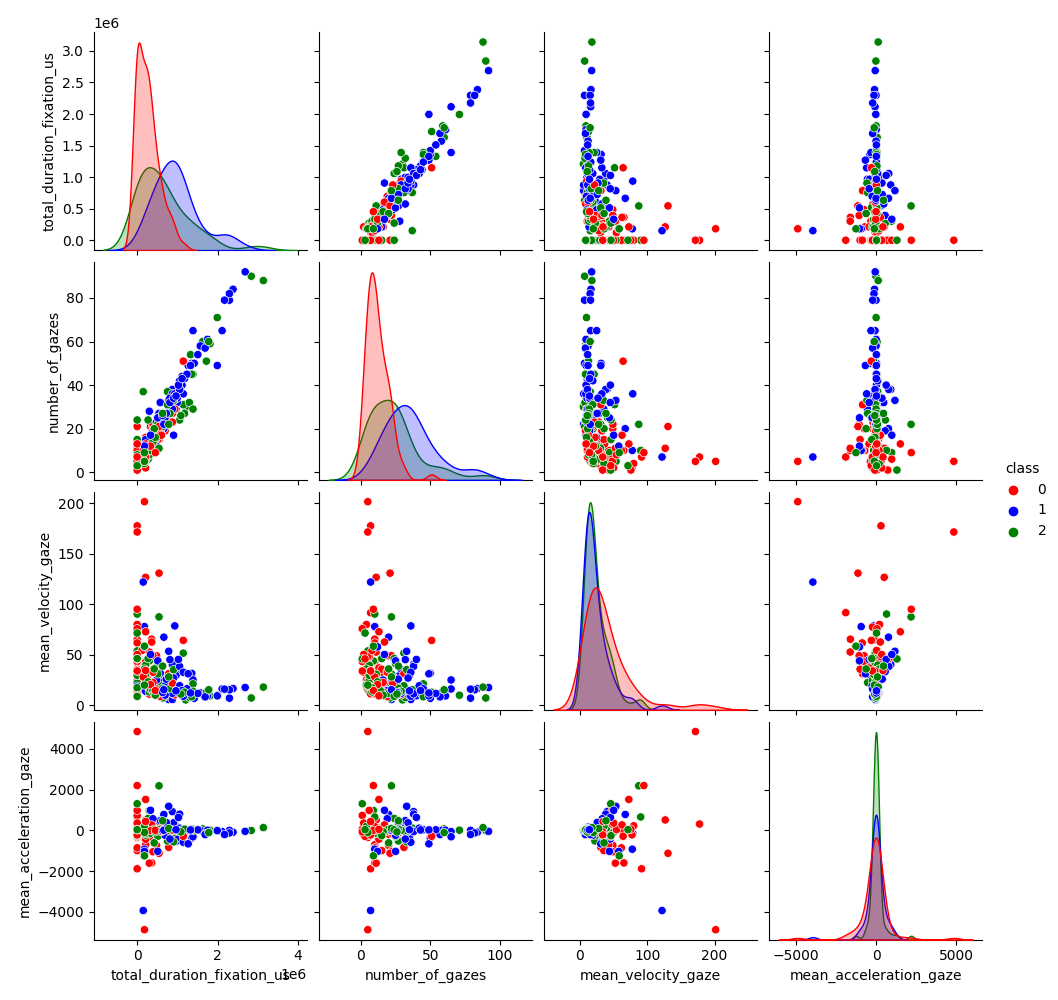 1e6
total_duration_fixation_us
3.0
2.5
2.0
1.5
1.0
0.5
0.0
number_of_gazes
80
60
40
20
0
class
0
1
2
mean_velocity_gaze
200
150
100
50
0
mean_acceleration_gaze
4000
2000
0
−2000
−4000
0 2 4
0 50 100
0 100 200
−5000 0 5000
total_duration_fixation_us 1e6
number_of_gazes
mean_velocity_gaze
mean_acceleration_gaze